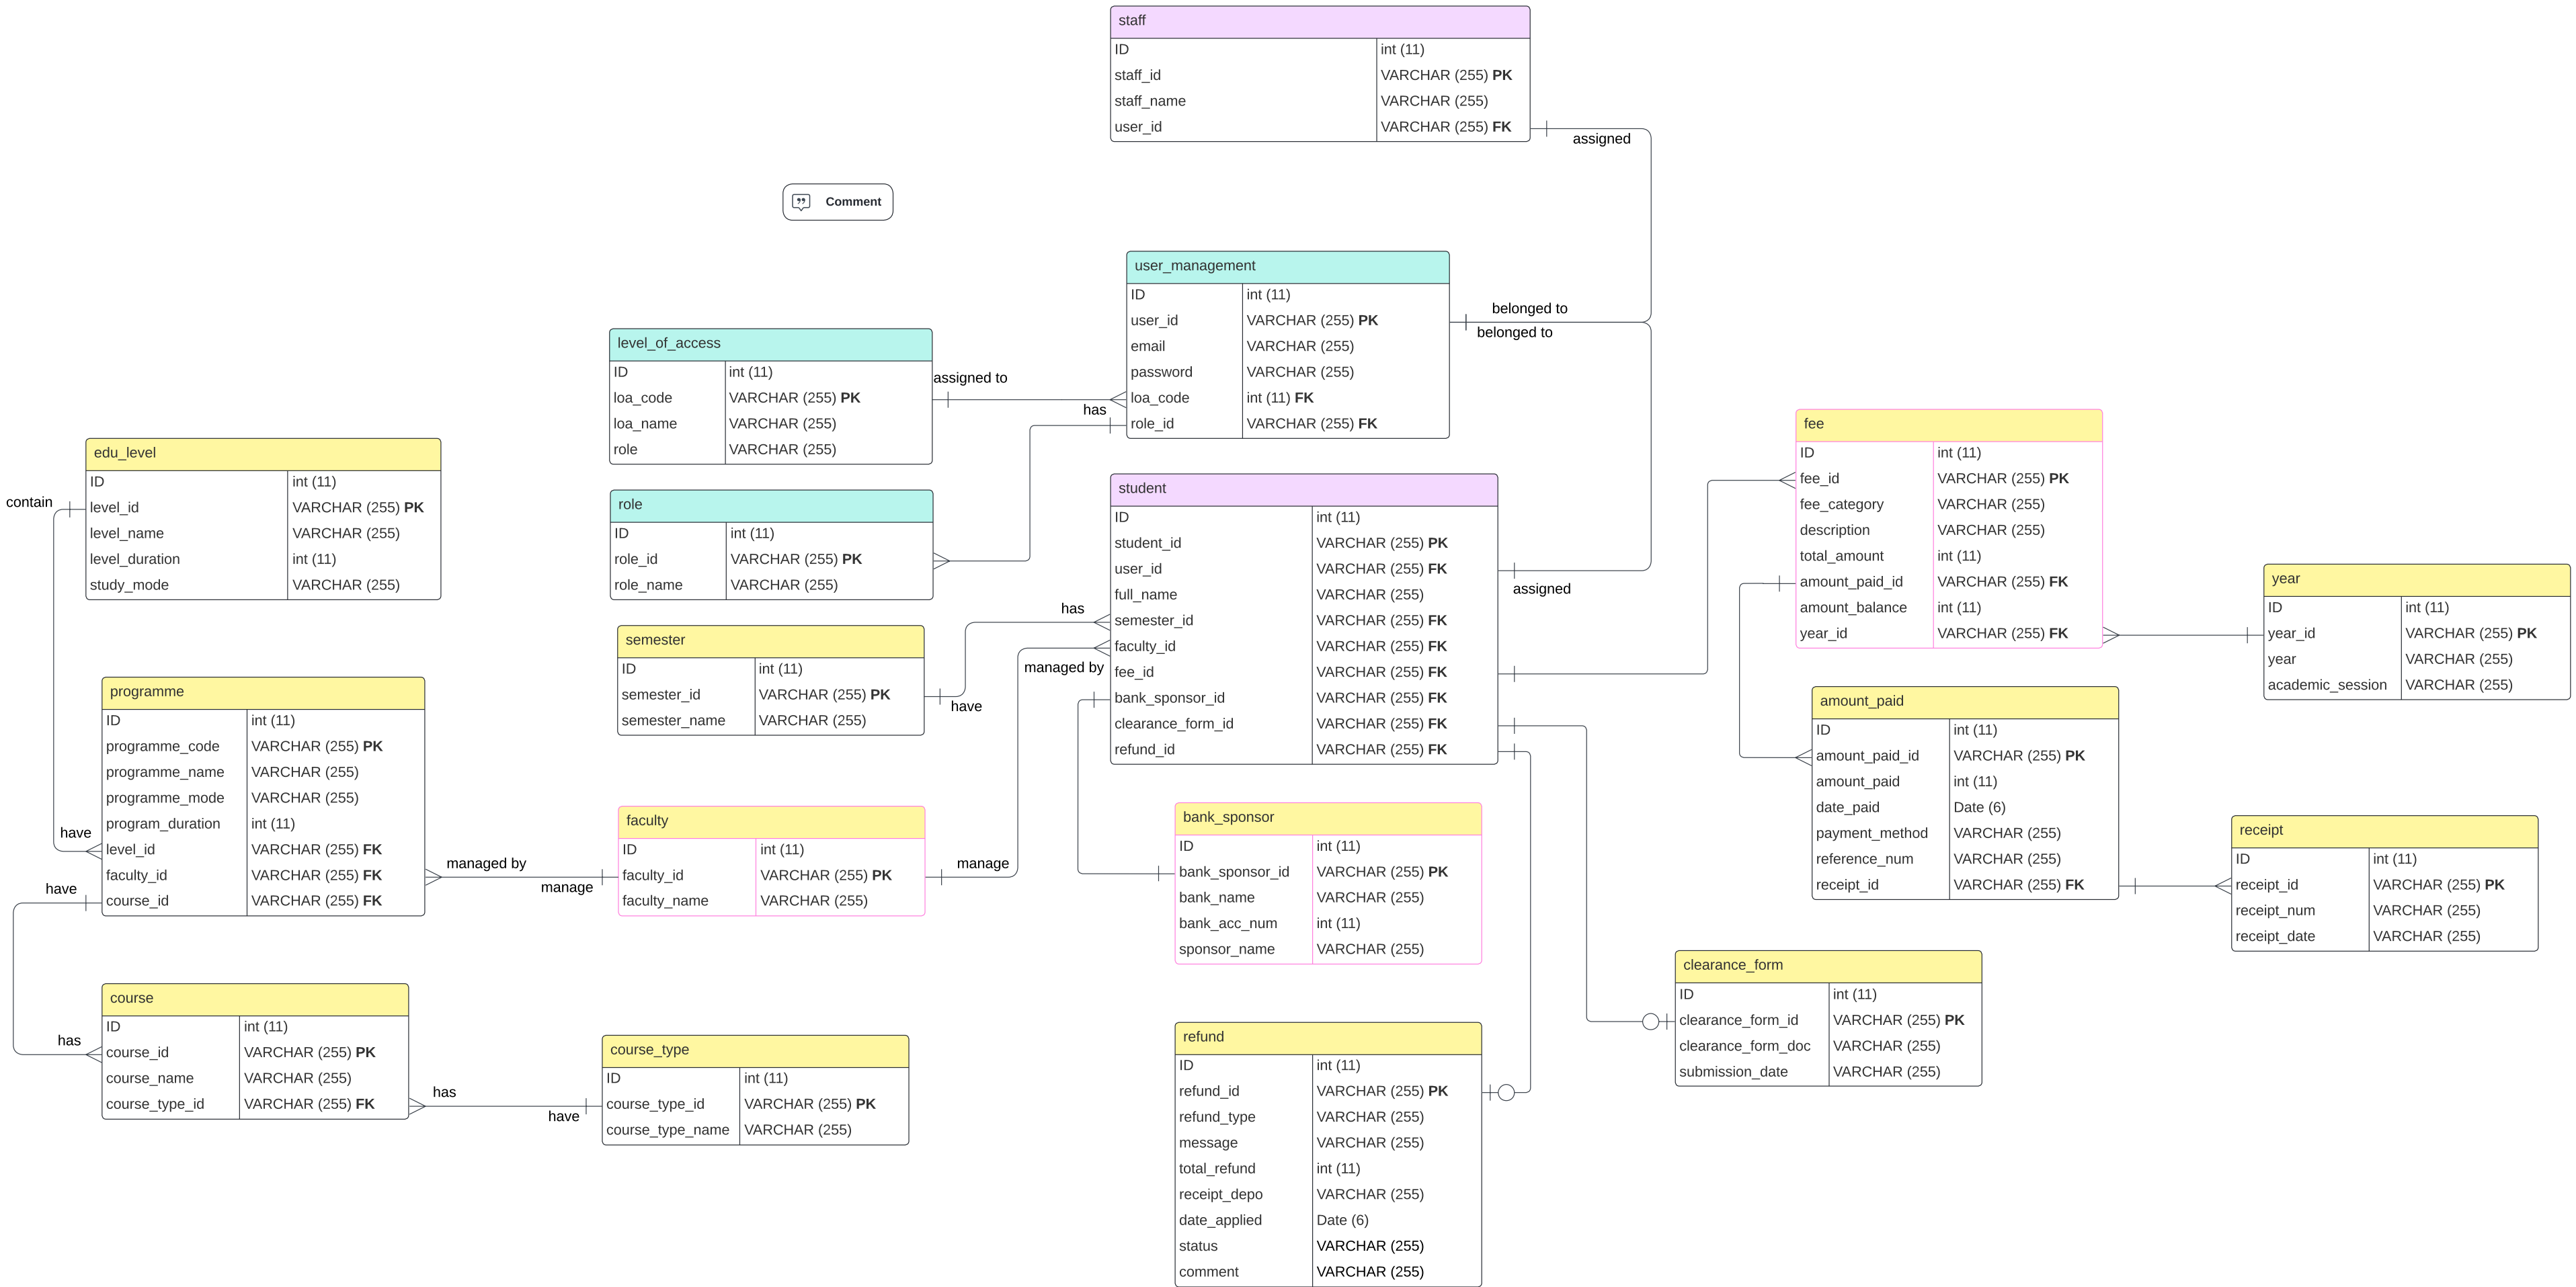 staff
ID int (11)
staff_id VARCHAR (255) PK
staff_name VARCHAR (255)
user_id VARCHAR (255) FK
assigned
Comment
user_management
ID int (11)
user_id VARCHAR (255) PK
email VARCHAR (255)
password VARCHAR (255)
loa_code int (11) FK
role_id VARCHAR (255) FK
belonged to
belonged to
level_of_access
ID int (11)
loa_code VARCHAR (255) PK
loa_name VARCHAR (255)
role VARCHAR (255)
assigned to
has
role
ID int (11)
role_id VARCHAR (255) PK
role_name VARCHAR (255)
edu_level
ID int (11)
level_id VARCHAR (255) PK
level_name VARCHAR (255)
level_duration int (11)
study_mode VARCHAR (255)
contain
student
ID int (11)
student_id VARCHAR (255) PK
user_id VARCHAR (255) FK
full_name VARCHAR (255)
semester_id VARCHAR (255) FK
faculty_id VARCHAR (255) FK
fee_id VARCHAR (255) FK
bank_sponsor_id VARCHAR (255) FK
clearance_form_id VARCHAR (255) FK
refund_id VARCHAR (255) FK
assigned
has
managed by
semester
ID int (11)
semester_id VARCHAR (255) PK
semester_name VARCHAR (255)
have
fee
ID int (11)
fee_id VARCHAR (255) PK
fee_category VARCHAR (255)
description VARCHAR (255)
total_amount int (11)
amount_paid_id VARCHAR (255) FK
amount_balance int (11)
year_id VARCHAR (255) FK
year
ID int (11)
year_id VARCHAR (255) PK
year VARCHAR (255)
academic_session VARCHAR (255)
programme
ID int (11)
programme_code VARCHAR (255) PK
programme_name VARCHAR (255)
programme_mode VARCHAR (255)
program_duration int (11)
level_id VARCHAR (255) FK
faculty_id VARCHAR (255) FK
course_id VARCHAR (255) FK
have
have
managed by
manage
faculty
ID int (11)
faculty_id VARCHAR (255) PK
faculty_name VARCHAR (255)
manage
bank_sponsor
ID int (11)
bank_sponsor_id VARCHAR (255) PK
bank_name VARCHAR (255)
bank_acc_num int (11)
sponsor_name VARCHAR (255)
amount_paid
ID int (11)
amount_paid_id VARCHAR (255) PK
amount_paid int (11)
date_paid Date (6)
payment_method VARCHAR (255)
reference_num VARCHAR (255)
receipt_id VARCHAR (255) FK
receipt
ID int (11)
receipt_id VARCHAR (255) PK
receipt_num VARCHAR (255)
receipt_date VARCHAR (255)
course
ID int (11)
course_id VARCHAR (255) PK
course_name VARCHAR (255)
course_type_id VARCHAR (255) FK
has
has
have
course_type
ID int (11)
course_type_id VARCHAR (255) PK
course_type_name VARCHAR (255)
clearance_form
ID int (11)
clearance_form_id VARCHAR (255) PK
clearance_form_doc VARCHAR (255)
submission_date VARCHAR (255)
refund
ID int (11)
refund_id VARCHAR (255) PK
refund_type VARCHAR (255)
message VARCHAR (255)
total_refund int (11)
receipt_depo VARCHAR (255)
date_applied Date (6)
status VARCHAR (255)
comment VARCHAR (255)